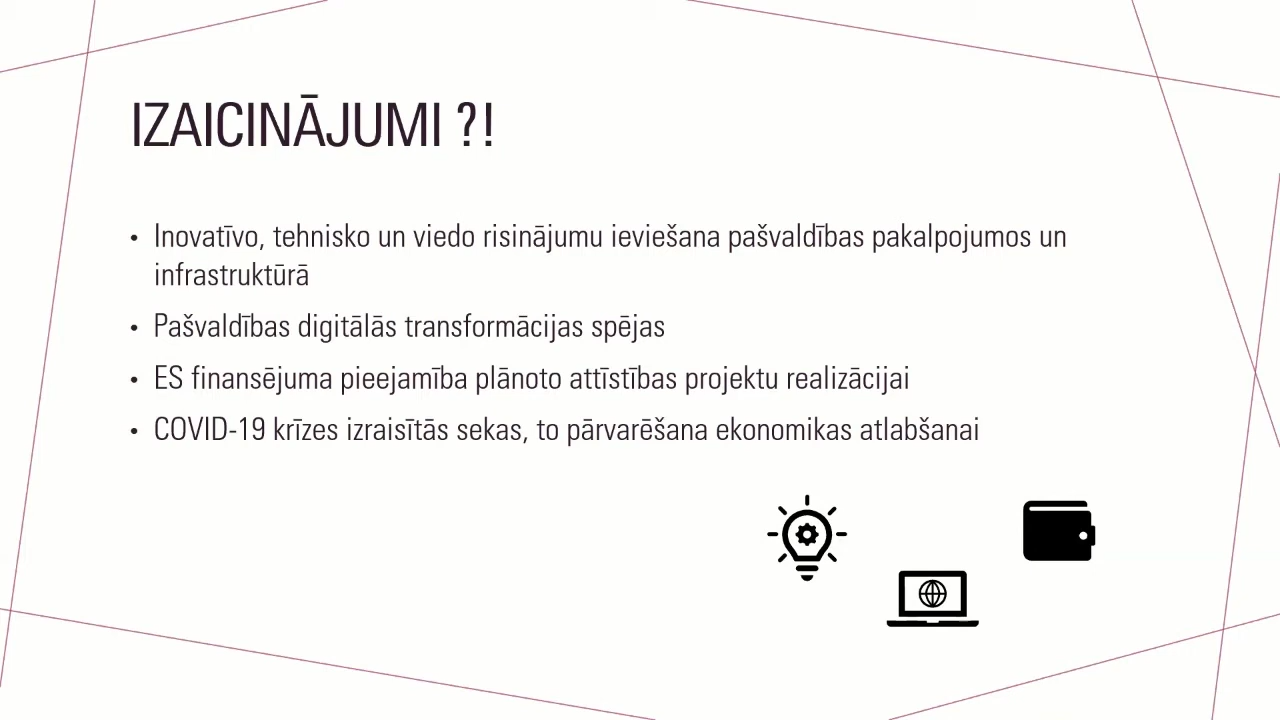 IZAICINĀJUMI ?!
• Inovatīvo, tehnisko un viedo risinājumu ieviešana pašvaldības pakalpojumos un
infrastruktūrā
• Pašvaldības digitālās transformācijas spējas
• ES finansējuma pieejamība plānoto attīstības projektu realizācijai
• COVID-19 krīzes izraisītās sekas, to pārvarēšana ekonomikas atlabšanai